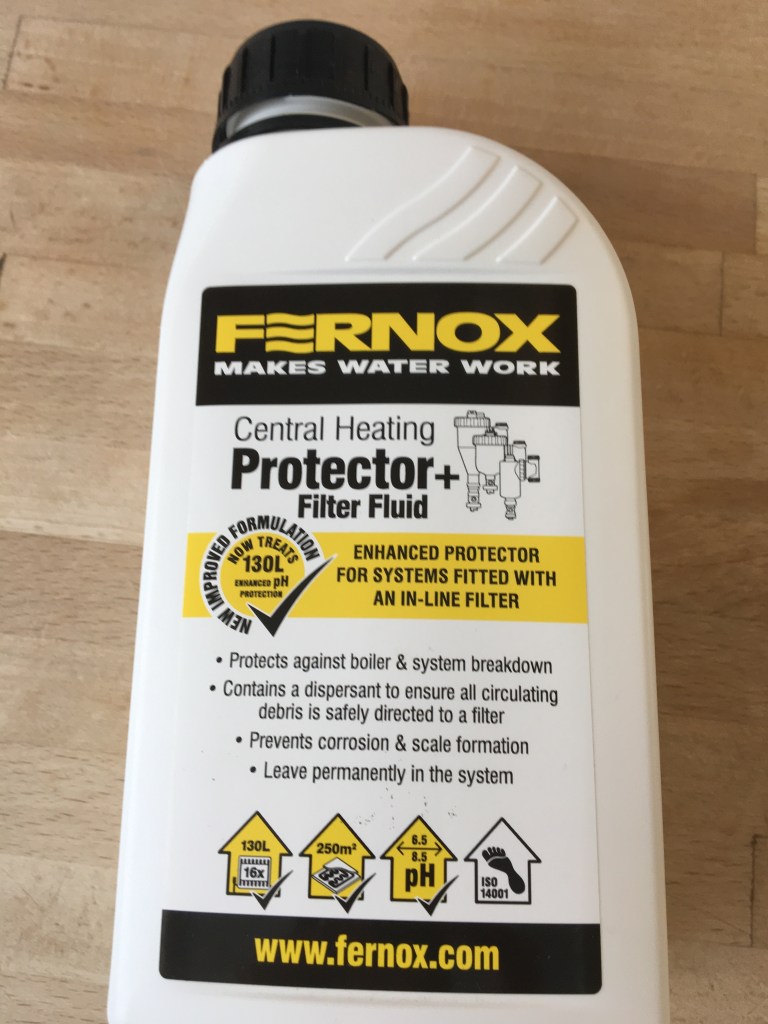 FERNOX
MAKES WATER WORK
Central Heating
Protector+
Filter Fluid
NEW IMPROVED FORMULATION
NOW TREATS
130L
ENHANCED pH
PROTECTION
ENHANCED PROTECTOR
FOR SYSTEMS FITTED WITH
AN IN-LINE FILTER
• Protects against boiler & system breakdown
• Contains a dispersant to ensure all circulating
debris is safely directed to a filter
• Prevents corrosion & scale formation
• Leave permanently in the system
130L
16x
250m²
6.5
8.5
pH
ISO
14001
www.fernox.com